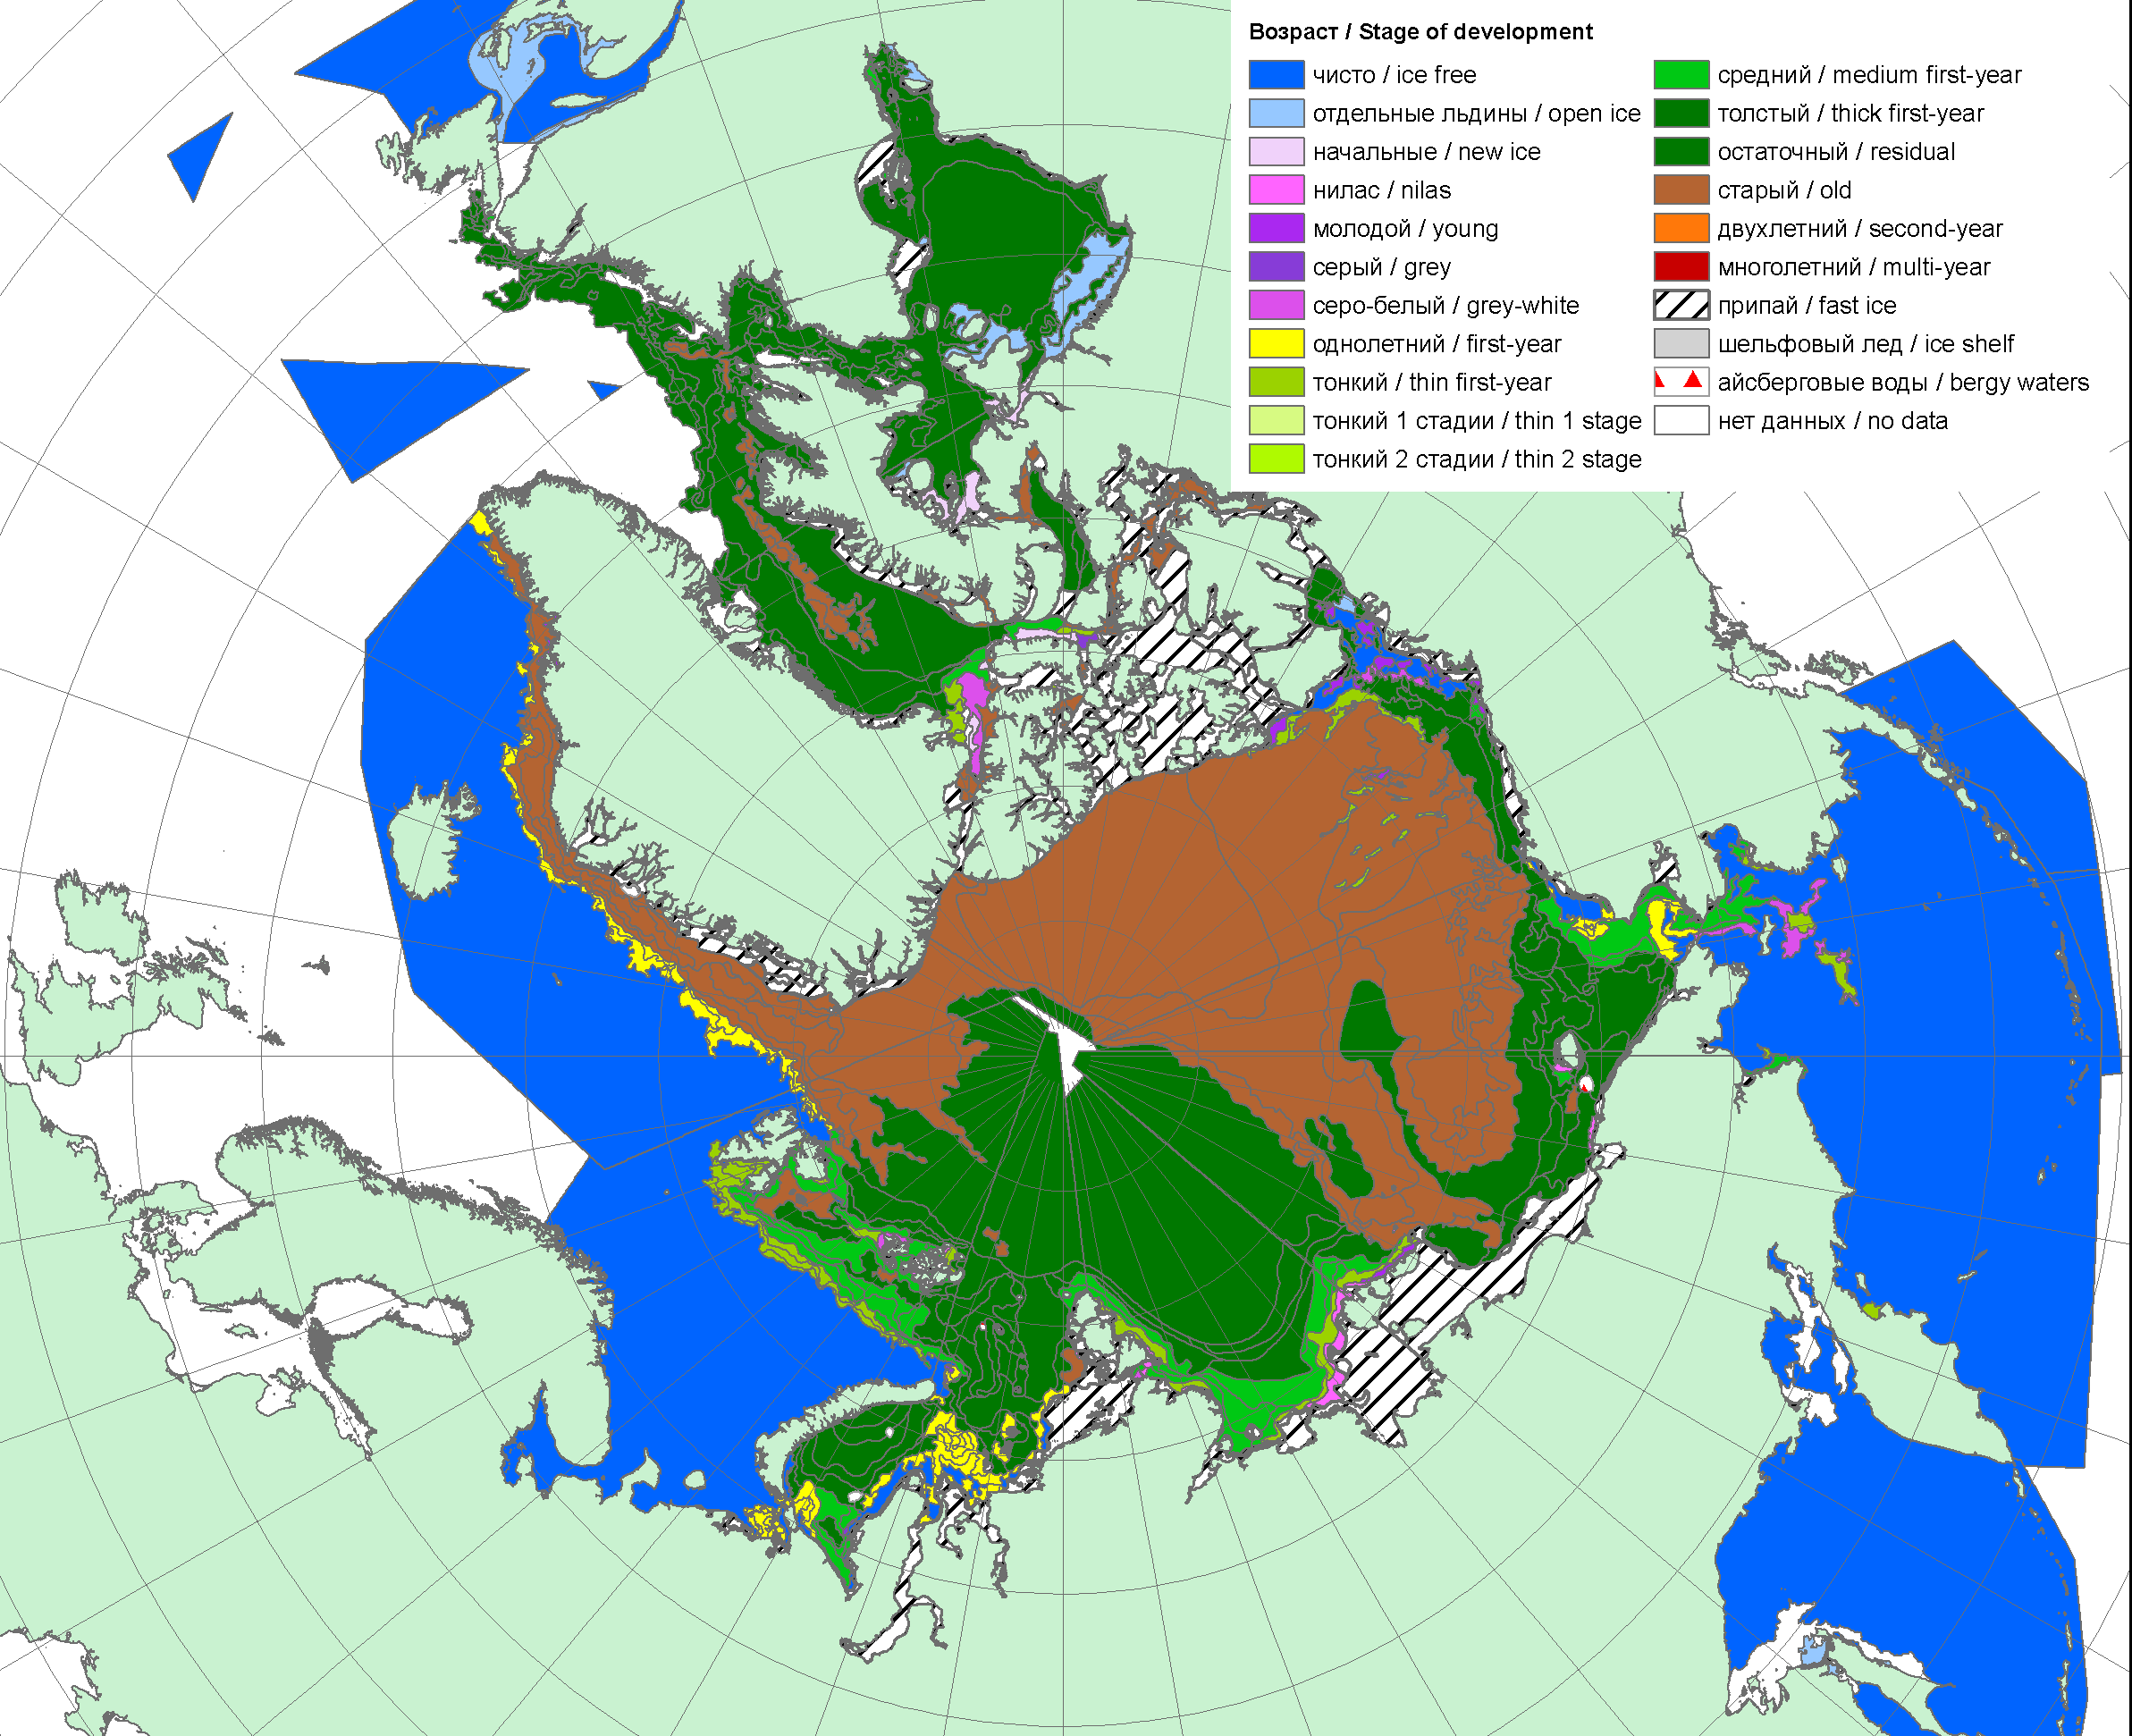 Возраст / Stage of development
чисто / ice free
отдельные льдины / open ice
начальные / new ice
нилас / nilas
молодой / young
серый / grey
серо-белый / grey-white
однолетний / first-year
тонкий / thin first-year
тонкий 1 стадии / thin 1 stage
тонкий 2 стадии / thin 2 stage
средний / medium first-year
толстый / thick first-year
остаточный / residual
старый / old
двухлетний / second-year
многолетний / multi-year
припай / fast ice
шельфовый лед / ice shelf
айсберговые воды / bergy waters
нет данных / no data